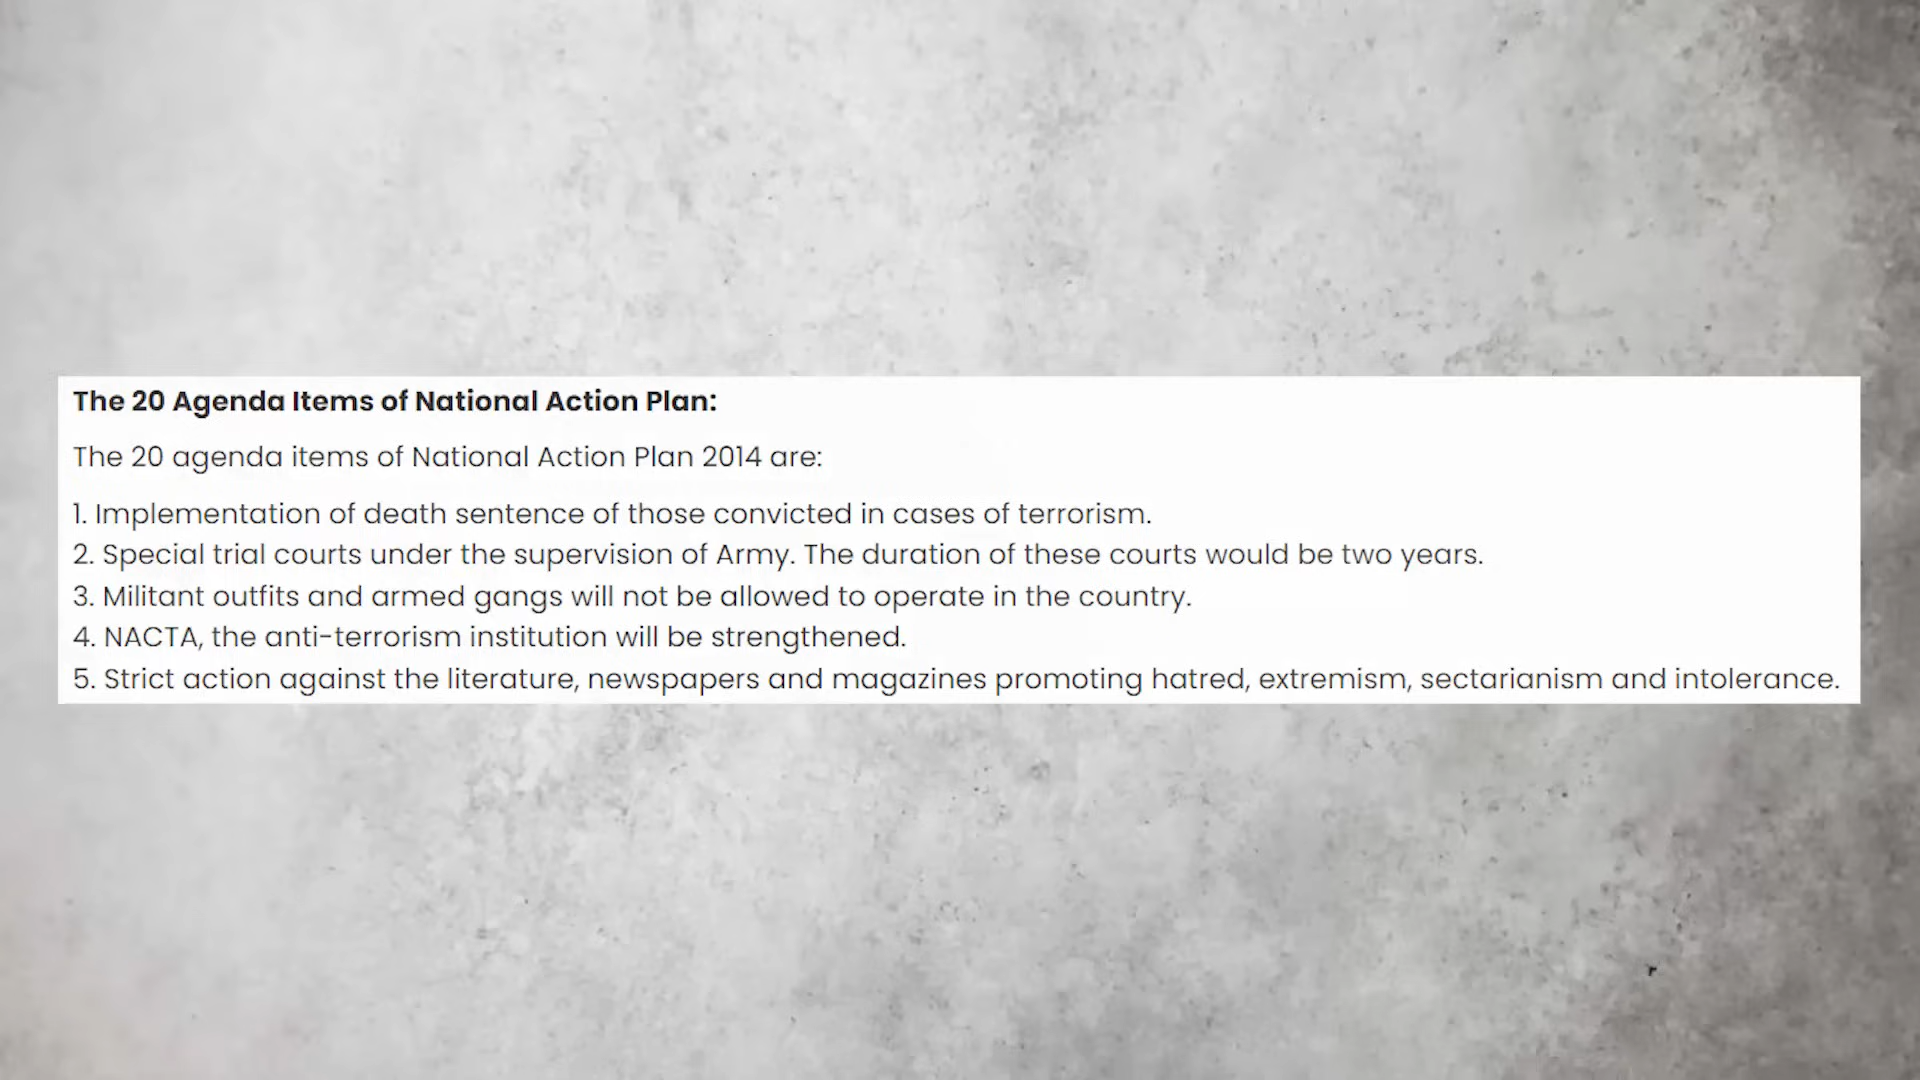 The 20 Agenda Items of National Action Plan:
The 20 agenda items of National Action Plan 2014 are:
1. Implementation of death sentence of those convicted in cases of terrorism.
2. Special trial courts under the supervision of Army. The duration of these courts would be two years.
3. Militant outfits and armed gangs will not be allowed to operate in the country.
4. NACTA, the anti-terrorism institution will be strengthened.
5. Strict action against the literature, newspapers and magazines promoting hatred, extremism, sectarianism and intolerance.